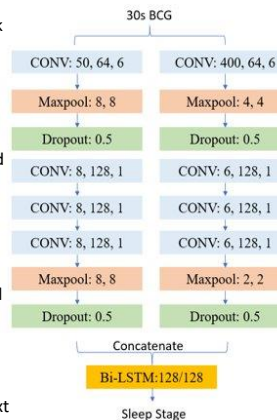 30s BCG
CONV: 50, 64, 6
CONV: 400, 64, 6
Maxpool: 8, 8
Maxpool: 4, 4
Dropout: 0.5
Dropout: 0.5
CONV: 8, 128, 1
CONV: 6, 128, 1
CONV: 8, 128, 1
CONV: 6, 128, 1
CONV: 8, 128, 1
CONV: 6, 128, 1
Maxpool: 8, 8
Maxpool: 2, 2
Dropout: 0.5
Dropout: 0.5
Concatenate
Bi-LSTM:128/128
Sleep Stage